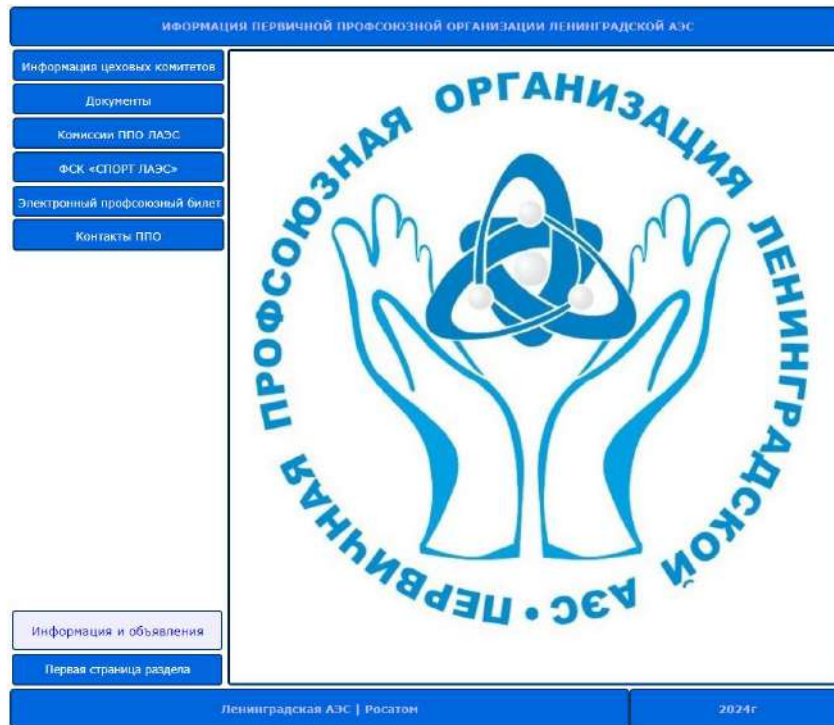 ИФОРМАЦИЯ ПЕРВИЧНОЙ ПРОФСОЮЗНОЙ ОРГАНИЗАЦИИ ЛЕНИНГРАДСКОЙ АЭС
Информация цеховых комитетов
Документы
Комиссии ППО ЛАЭС
ФСК «СПОРТ ЛАЭС»
Электронный профсоюзный билет
Контакты ППО
ПЕРВИЧНАЯ ПРОФСОЮЗНАЯ ОРГАНИЗАЦИЯ ЛЕНИНГРАДСКОЙ АЭС •
Информация и объявления
Первая страница раздела
Ленинградская АЭС | Росатом
2024г